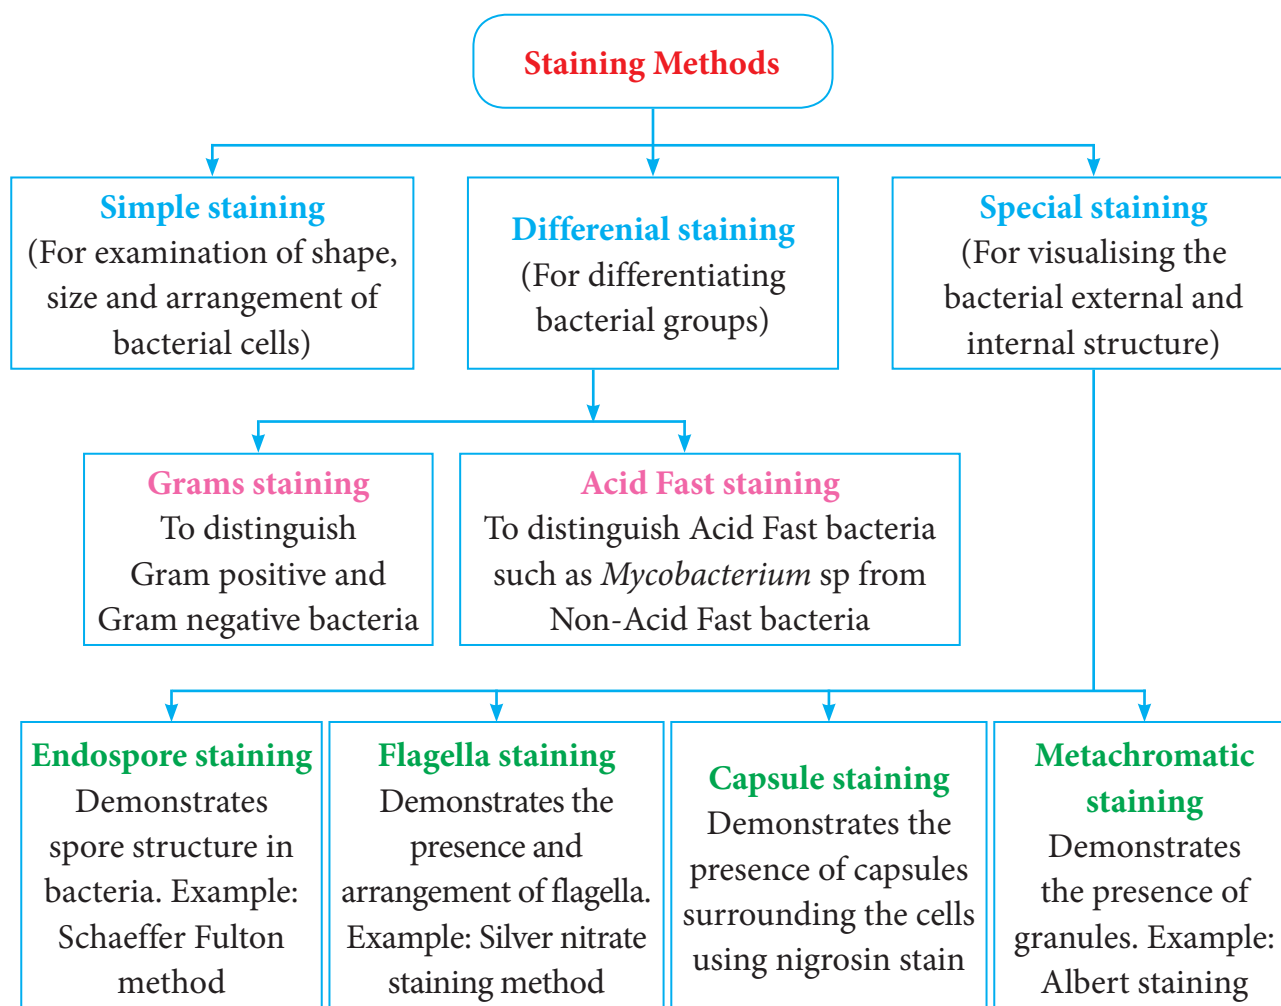 Staining Methods
Simple staining
(For examination of shape,
size and arrangement of
bacterial cells)
Differenial staining
(For differentiating
bacterial groups)
Special staining
(For visualising the
bacterial external and
internal structure)
Grams staining
To distinguish
Gram positive and
Gram negative bacteria
Acid Fast staining
To distinguish Acid Fast bacteria
such as Mycobacterium sp from
Non-Acid Fast bacteria
Endospore staining
Demonstrates
spore structure in
bacteria. Example:
Schaeffer Fulton
method
Flagella staining
Demonstrates the
presence and
arrangement of flagella.
Example: Silver nitrate
staining method
Capsule staining
Demonstrates the
presence of capsules
surrounding the cells
using nigrosin stain
Metachromatic
staining
Demonstrates
the presence of
granules. Example:
Albert staining